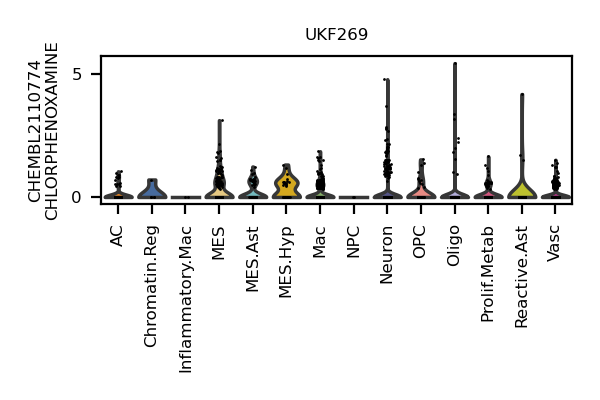 UKF269
CHEMBL2110774
CHLORPHENOXAMINE
5
0
AC
Chromatin.Reg
Inflammatory.Mac
MES
MES.Ast
MES.Hyp
Mac
NPC
Neuron
OPC
Oligo
Prolif.Metab
Reactive.Ast
Vasc